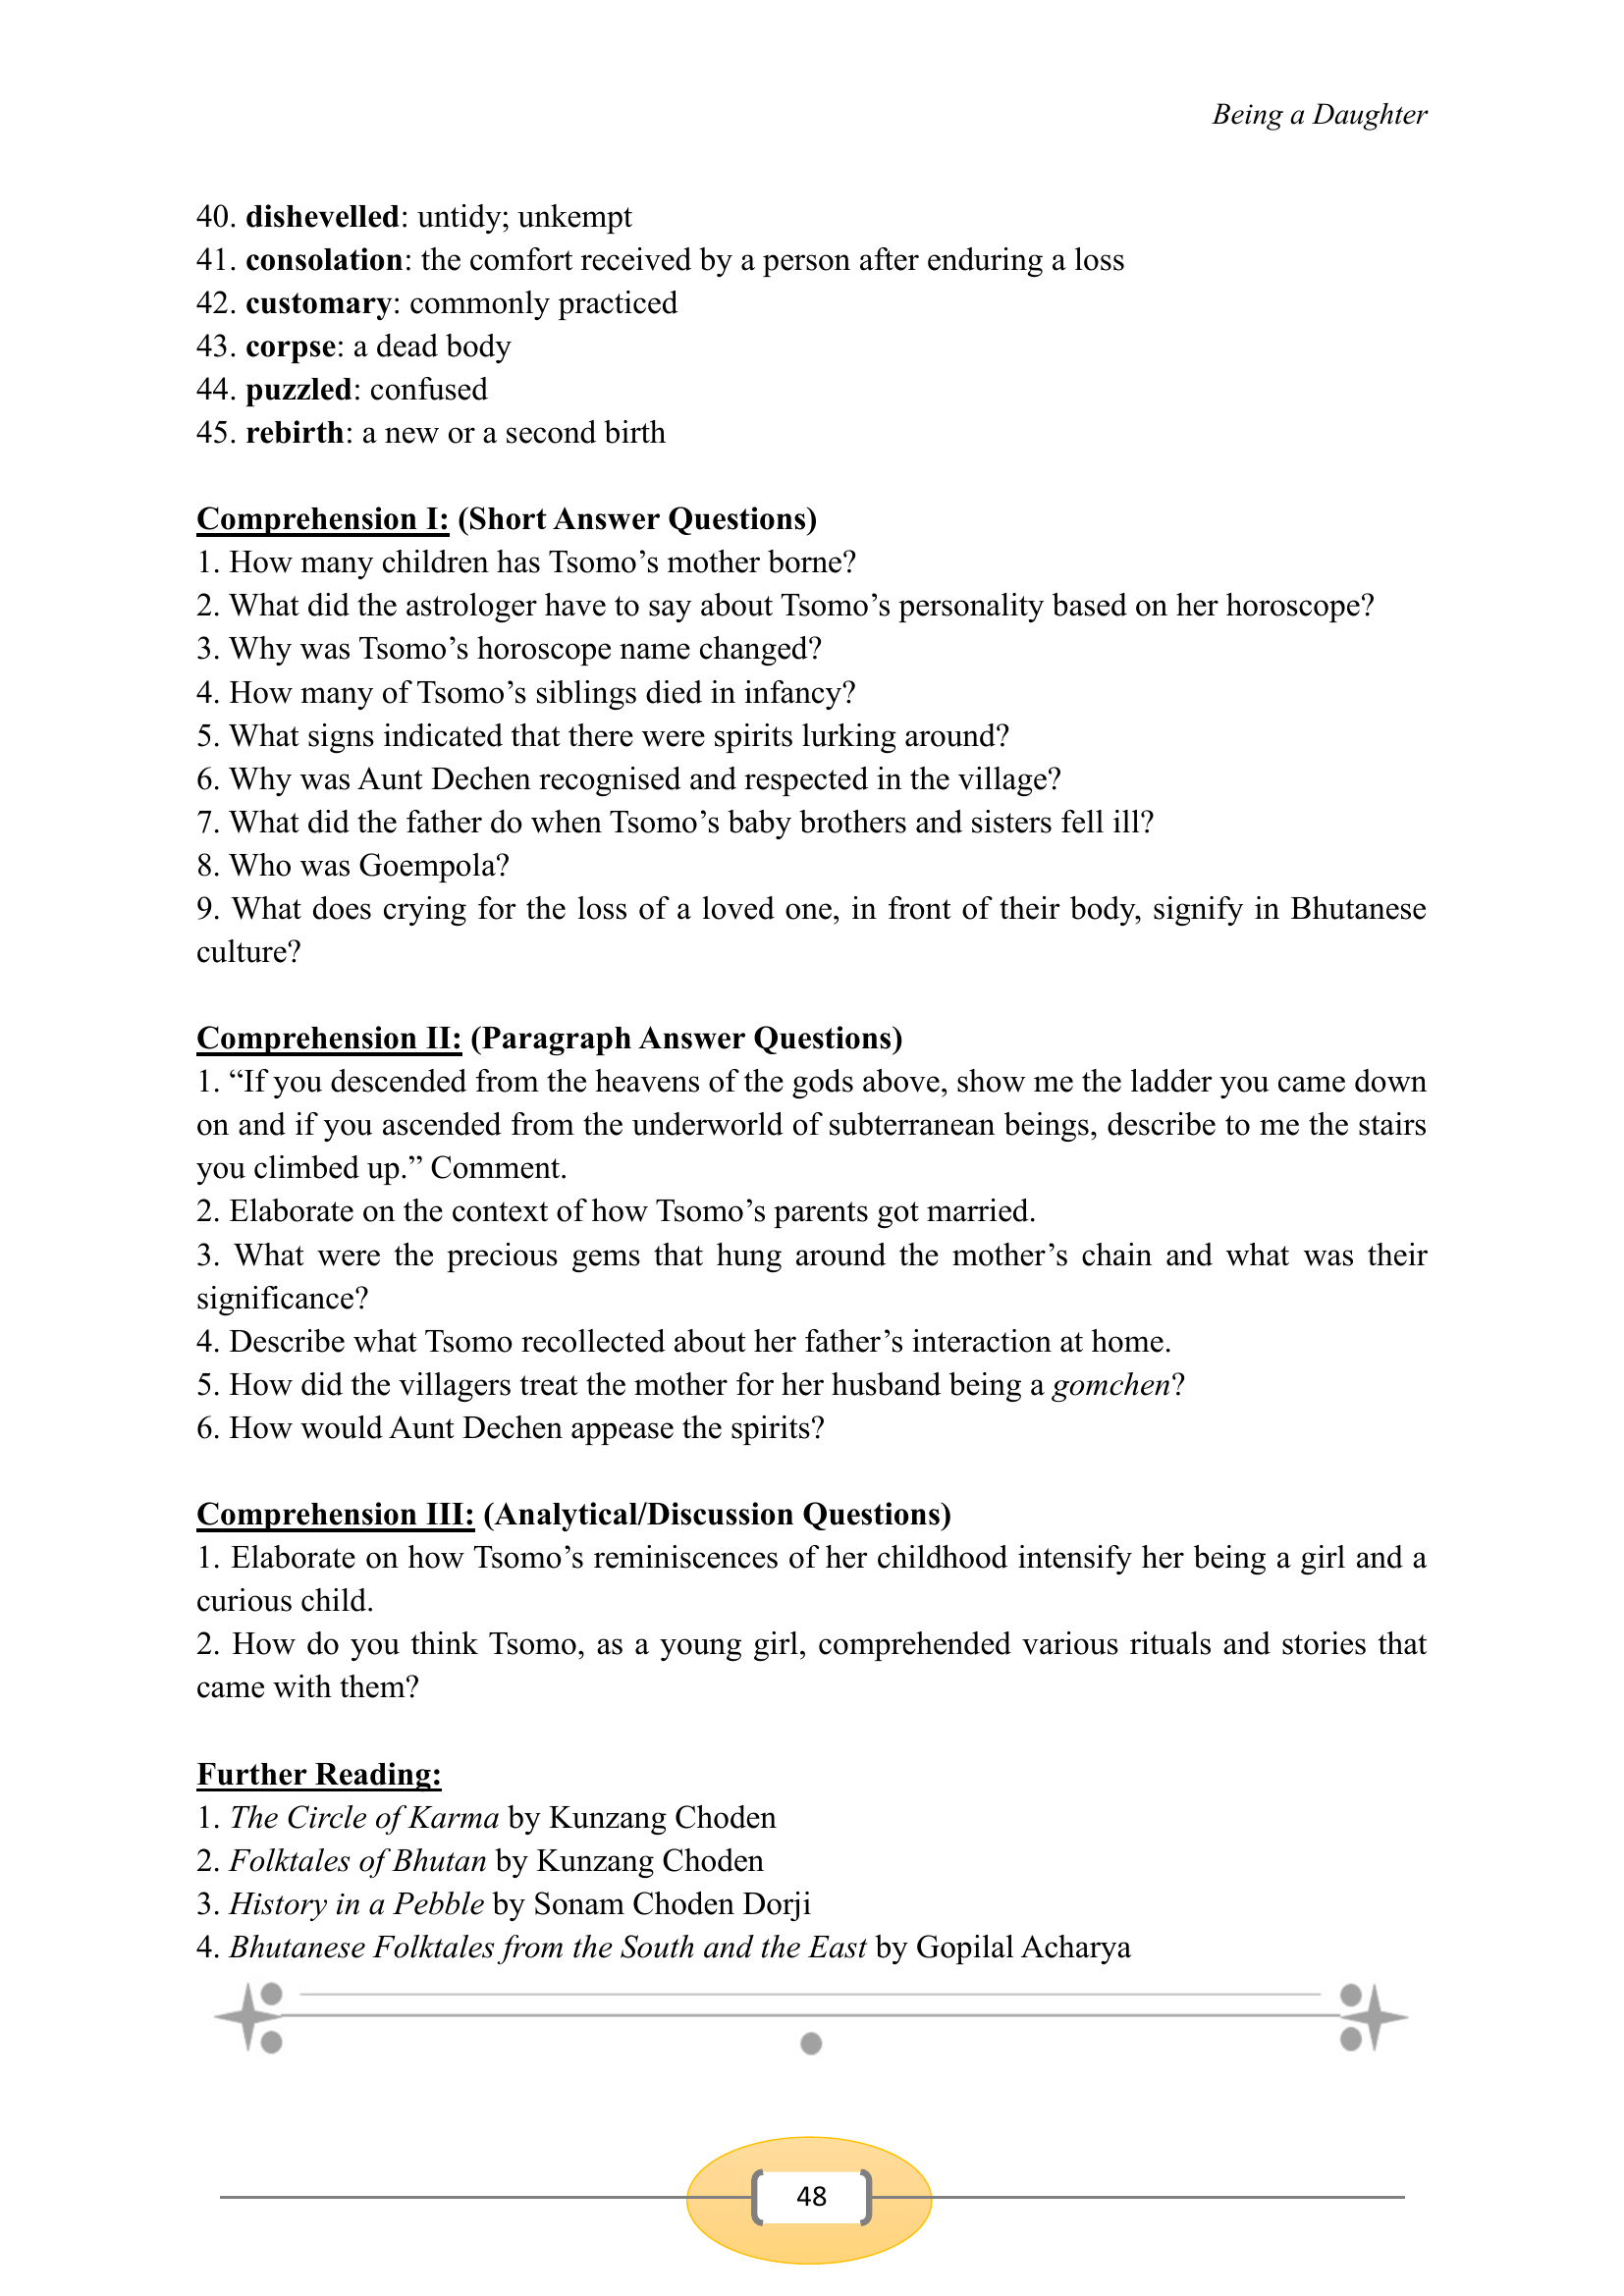 Being a Daughter
40. dishevelled: untidy; unkempt
41. consolation: the comfort received by a person after enduring a loss
42. customary: commonly practiced
43. corpse: a dead body
44. puzzled: confused
45. rebirth: a new or a second birth
Comprehension I: (Short Answer Questions)
1. How many children has Tsomo’s mother borne?
2. What did the astrologer have to say about Tsomo’s personality based on her horoscope?
3. Why was Tsomo’s horoscope name changed?
4. How many of Tsomo’s siblings died in infancy?
5. What signs indicated that there were spirits lurking around?
6. Why was Aunt Dechen recognised and respected in the village?
7. What did the father do when Tsomo’s baby brothers and sisters fell ill?
8. Who was Goempola?
9. What does crying for the loss of a loved one, in front of their body, signify in Bhutanese
culture?
Comprehension II: (Paragraph Answer Questions)
1. “If you descended from the heavens of the gods above, show me the ladder you came down
on and if you ascended from the underworld of subterranean beings, describe to me the stairs
you climbed up.” Comment.
2. Elaborate on the context of how Tsomo’s parents got married.
3. What were the precious gems that hung around the mother’s chain and what was their
significance?
4. Describe what Tsomo recollected about her father’s interaction at home.
5. How did the villagers treat the mother for her husband being a gomchen?
6. How would Aunt Dechen appease the spirits?
Comprehension III: (Analytical/Discussion Questions)
1. Elaborate on how Tsomo’s reminiscences of her childhood intensify her being a girl and a
curious child.
2. How do you think Tsomo, as a young girl, comprehended various rituals and stories that
came with them?
Further Reading:
1. The Circle of Karma by Kunzang Choden
2. Folktales of Bhutan by Kunzang Choden
3. History in a Pebble by Sonam Choden Dorji
4. Bhutanese Folktales from the South and the East by Gopilal Acharya
48